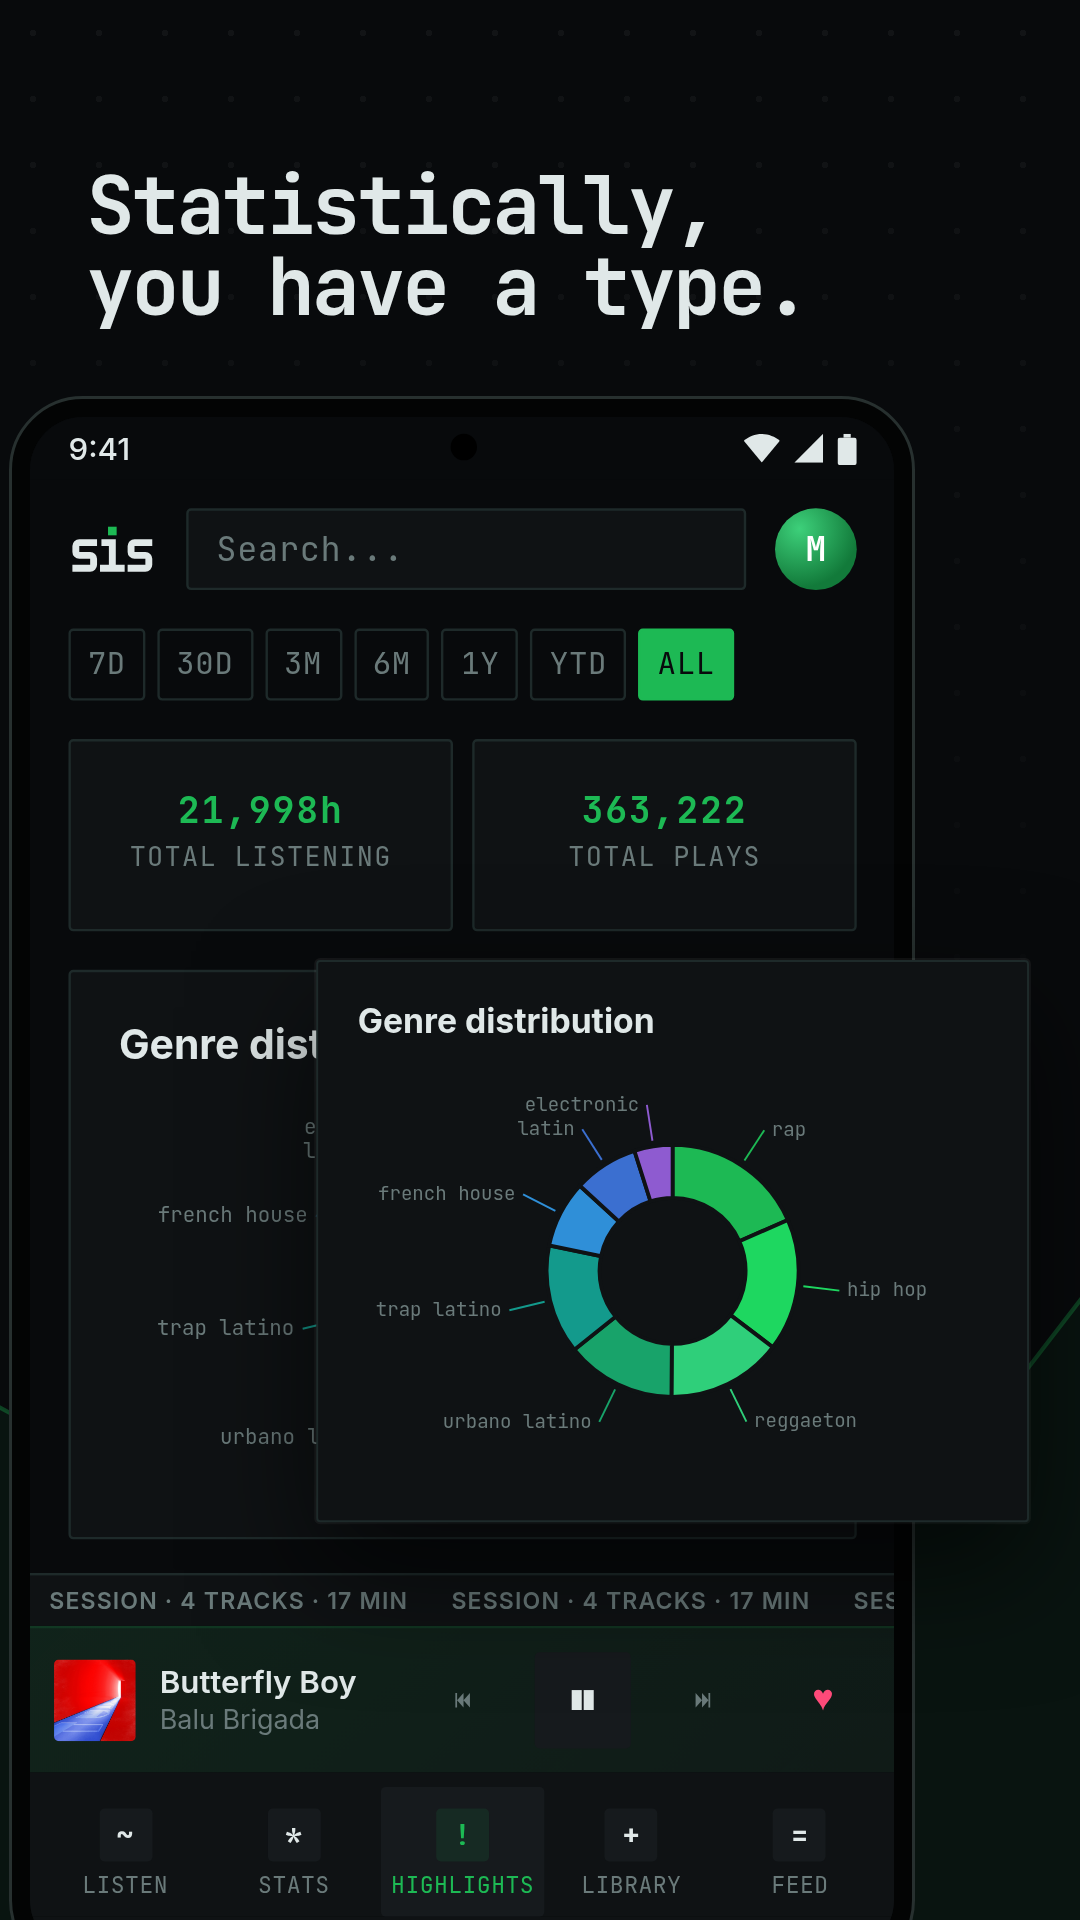 Statistically,
you have a type.
9:41
sis
Search...
M
7D 30D 3M 6M 1Y YTD ALL
21,998h
TOTAL LISTENING
363,222
TOTAL PLAYS
Genre dist
e
l
french house
trap latino
urbano l
Genre distribution
electronic
latin
rap
french house
hip hop
trap latino
urbano latino
reggaeton
SESSION · 4 TRACKS · 17 MIN SESSION · 4 TRACKS · 17 MIN SES
Butterfly Boy
Balu Brigada
~ * ! + =
LISTEN STATS HIGHLIGHTS LIBRARY FEED